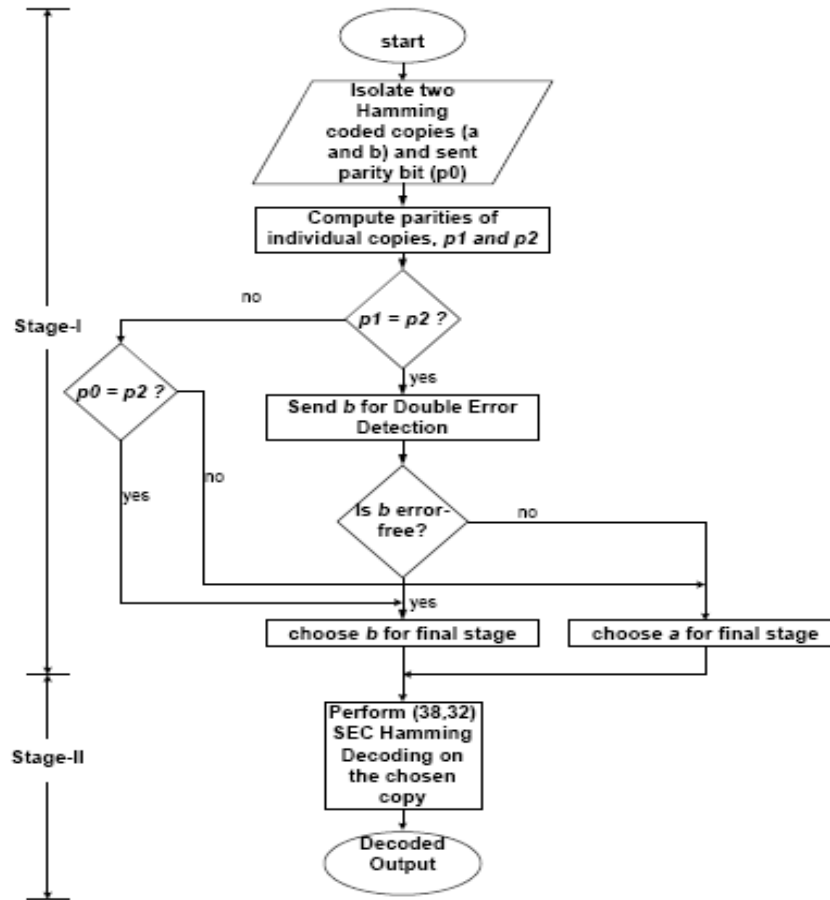 start
Isolate two
Hamming
coded copies (a
and b) and sent
parity bit (p0)
Compute parities of
individual copies, p1 and p2
no
p1 = p2 ?
Stage-I
yes
p0 = p2 ?
Send b for Double Error
Detection
yes
no
Is b error-
free?
no
yes
choose b for final stage
choose a for final stage
Perform (38,32)
SEC Hamming
Decoding on
the chosen
copy
Stage-II
Decoded
Output